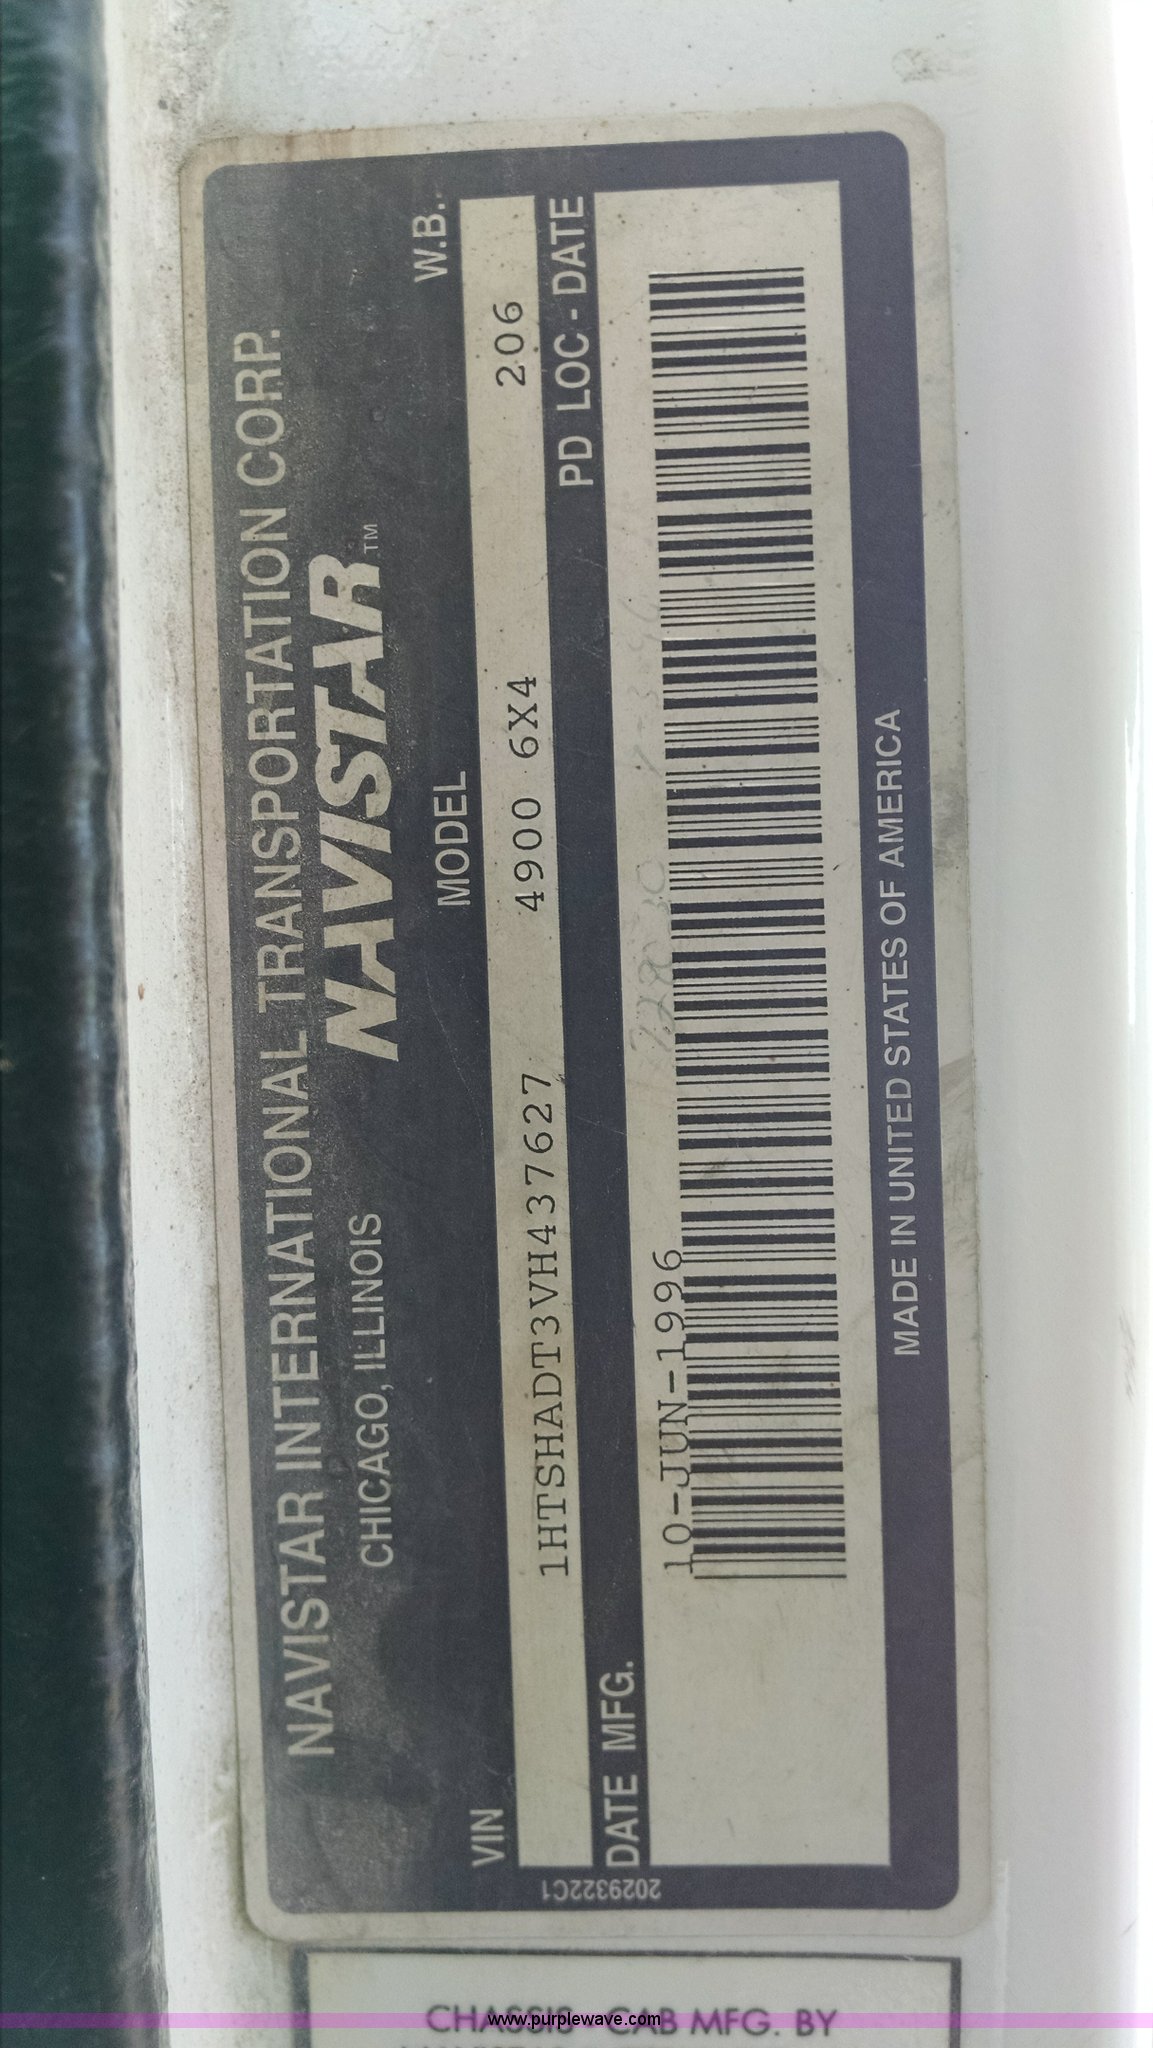 NAVISTAR INTERNATIONAL TRANSPORTATION CORP.
CHICAGO, ILLINOIS
NAVISTAR™
VIN MODEL W.B.
1HTSHADT3VH437627 4900 6X4 206
DATE MFG. PD LOC - DATE
10-JUN-1996
MADE IN UNITED STATES OF AMERICA
2029322C1
CHASSIS - CAB MFG. BY
www.purplewave.com